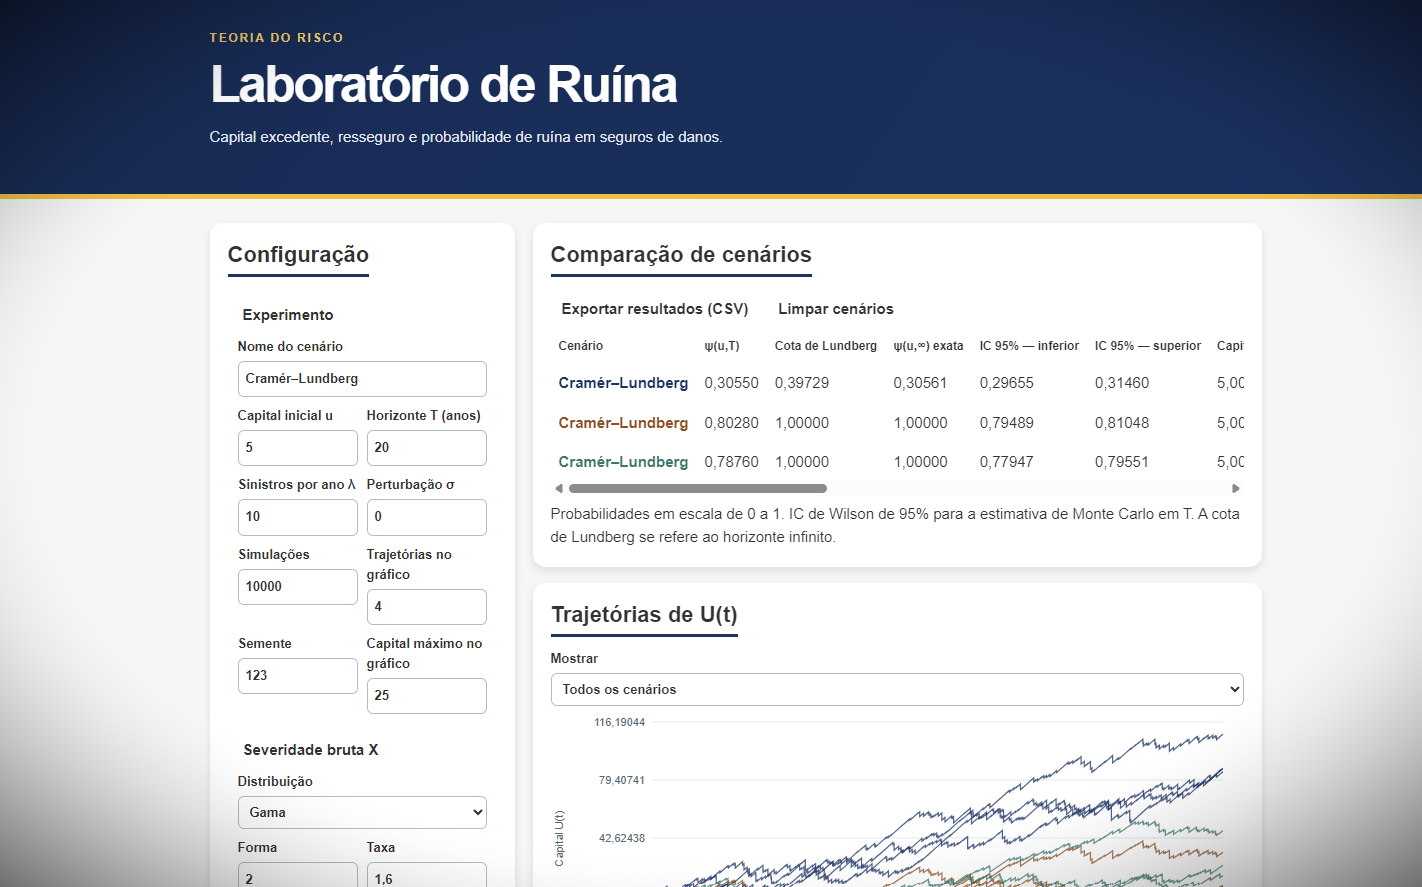 TEORIA DO RISCO
Laboratório de Ruína
Capital excedente, resseguro e probabilidade de ruína em seguros de danos.
Configuração
Experimento
Nome do cenário
Cramér–Lundberg
Capital inicial u Horizonte T (anos)
5 20
Sinistros por ano λ Perturbação σ
10 0
Simulações Trajetórias no gráfico
10000 4
Semente Capital máximo no gráfico
123 25
Severidade bruta X
Distribuição
Gama
Forma Taxa
2 1,6
Comparação de cenários
Exportar resultados (CSV) Limpar cenários
Cenário ψ(u,T) Cota de Lundberg ψ(u,∞) exata IC 95% — inferior IC 95% — superior Capi
Cramér–Lundberg 0,30550 0,39729 0,30561 0,29655 0,31460 5,00
Cramér–Lundberg 0,80280 1,00000 1,00000 0,79489 0,81048 5,00
Cramér–Lundberg 0,78760 1,00000 1,00000 0,77947 0,79551 5,00
Probabilidades em escala de 0 a 1. IC de Wilson de 95% para a estimativa de Monte Carlo em T. A cota
de Lundberg se refere ao horizonte infinito.
Trajetórias de U(t)
Mostrar
Todos os cenários
116,19044
79,40741
42,62438
Capital U(t)